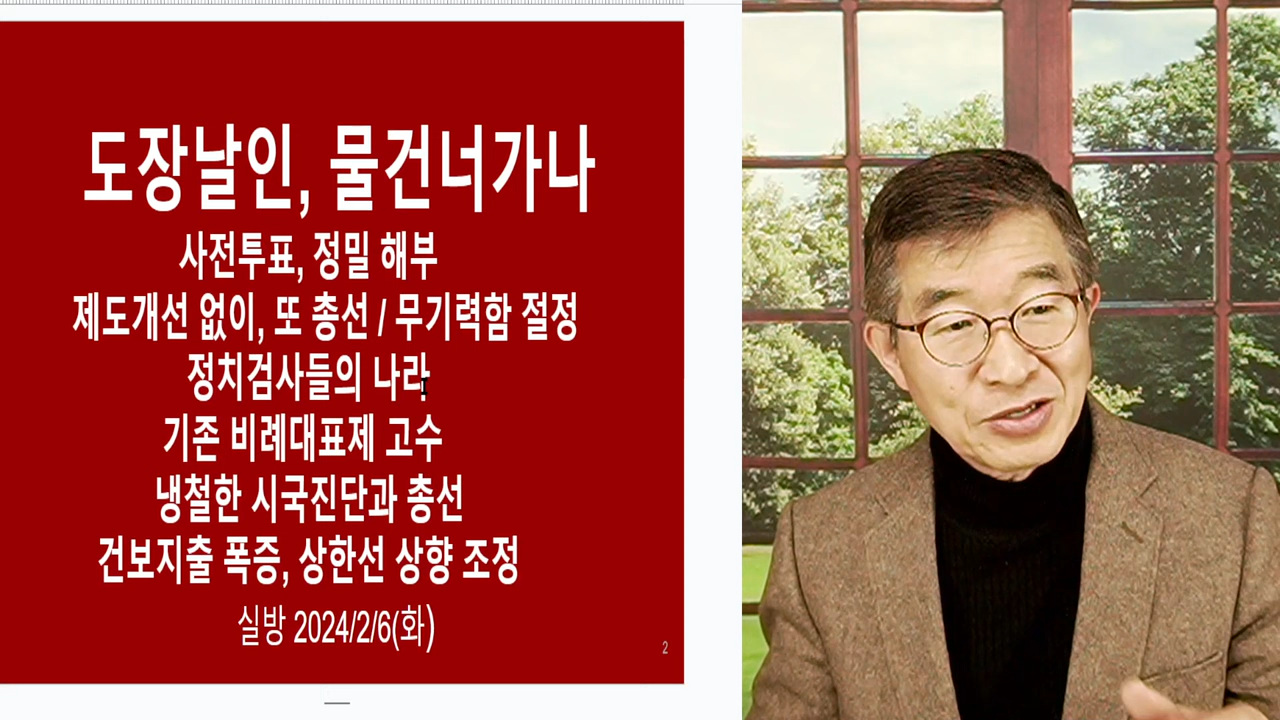 도장날인, 물건너가나
사전투표, 정밀 해부
제도개선 없이, 또 총선 / 무기력함 절정
정치검사들의 나라
기존 비례대표제 고수
냉철한 시국진단과 총선
건보지출 폭증, 상한선 상향 조정
실방 2024/2/6(화)
2